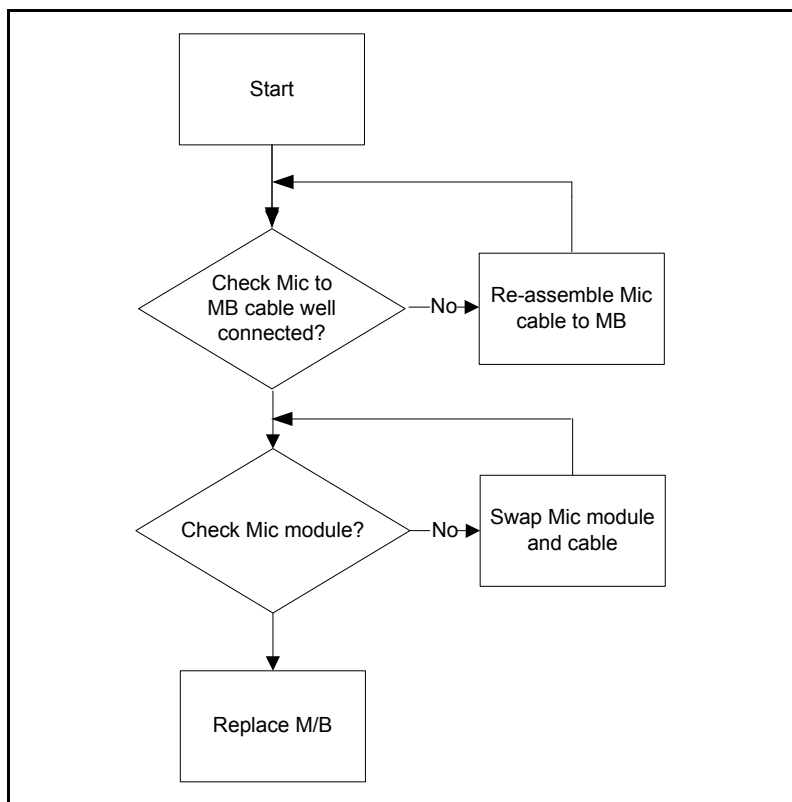 Start
Check Mic to
MB cable well
connected?
No
Re-assemble Mic
cable to MB
Check Mic module?
No
Swap Mic module
and cable
Replace M/B